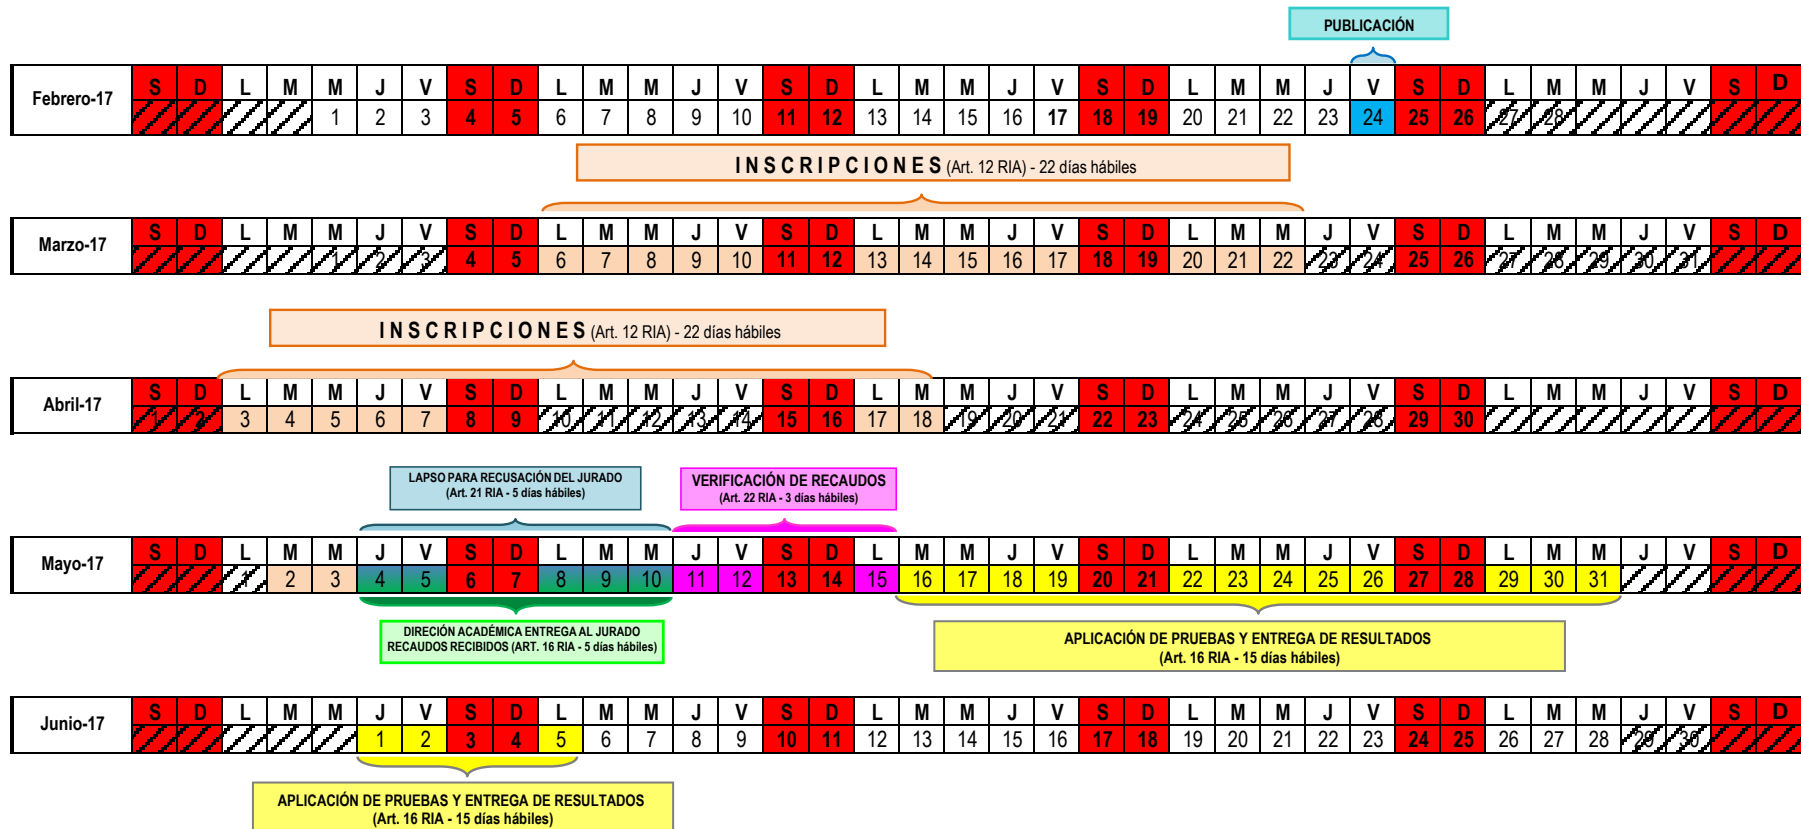 PUBLICACIÓN
Febrero-17 S D L M M J V S D L M M J V S D L M M J V S D L M M J V S D L M M J V S D
1 2 3 4 5 6 7 8 9 10 11 12 13 14 15 16 17 18 19 20 21 22 23 24 25 26 27 28
INSCRIPCIONES (Art. 12 RIA) - 22 días hábiles
Marzo-17 S D L M M J V S D L M M J V S D L M M J V S D L M M J V S D L M M J V S D
1 2 3 4 5 6 7 8 9 10 11 12 13 14 15 16 17 18 19 20 21 22 23 24 25 26 27 28 29 30 31
INSCRIPCIONES (Art. 12 RIA) - 22 días hábiles
Abril-17 S D L M M J V S D L M M J V S D L M M J V S D L M M J V S D L M M J V S D
1 2 3 4 5 6 7 8 9 10 11 12 13 14 15 16 17 18 19 20 21 22 23 24 25 26 27 28 29 30
LAPSO PARA RECUSACIÓN DEL JURADO
(Art. 21 RIA - 5 días hábiles)
VERIFICACIÓN DE RECAUDOS
(Art. 22 RIA - 3 días hábiles)
Mayo-17 S D L M M J V S D L M M J V S D L M M J V S D L M M J V S D L M M J V S D
1 2 3 4 5 6 7 8 9 10 11 12 13 14 15 16 17 18 19 20 21 22 23 24 25 26 27 28 29 30 31
DIRECIÓN ACADÉMICA ENTREGA AL JURADO
RECAUDOS RECIBIDOS (ART. 16 RIA - 5 días hábiles)
APLICACIÓN DE PRUEBAS Y ENTREGA DE RESULTADOS
(Art. 16 RIA - 15 días hábiles)
Junio-17 S D L M M J V S D L M M J V S D L M M J V S D L M M J V S D L M M J V S D
1 2 3 4 5 6 7 8 9 10 11 12 13 14 15 16 17 18 19 20 21 22 23 24 25 26 27 28 29 30
APLICACIÓN DE PRUEBAS Y ENTREGA DE RESULTADOS
(Art. 16 RIA - 15 días hábiles)